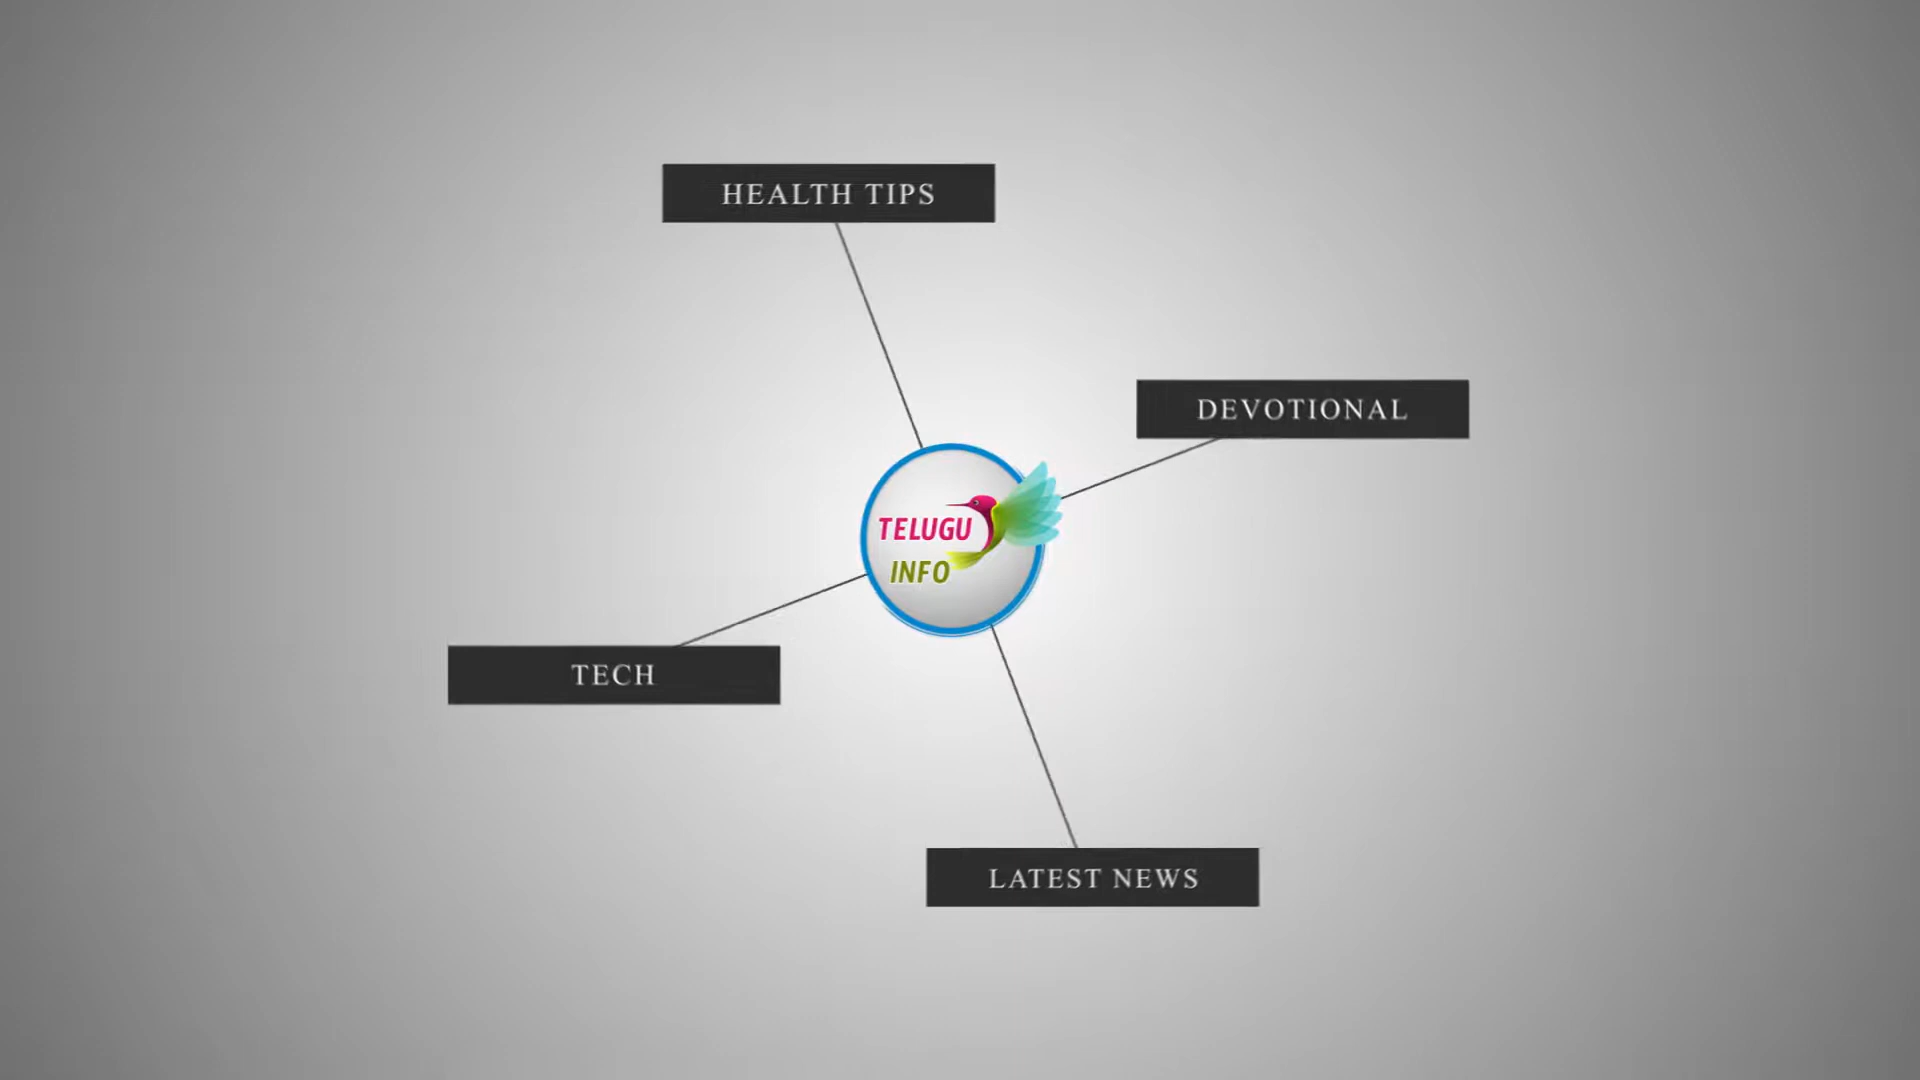 HEALTH TIPS
DEVOTIONAL
TELUGU
INFO
TECH
LATEST NEWS